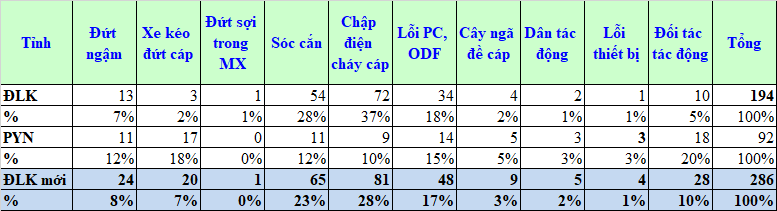 Tỉnh Đứt ngậm Xe kéo đứt cáp Đứt sợi trong MX Sóc cắn Chập điện cháy cáp Lỗi PC, ODF Cây ngã đề cáp Dân tác động Lỗi thiết bị Đối tác tác động Tổng
ĐLK 13 3 1 54 72 34 4 2 1 10 194
% 7% 2% 1% 28% 37% 18% 2% 1% 1% 5% 100%
PYN 11 17 0 11 9 14 5 3 3 18 92
% 12% 18% 0% 12% 10% 15% 5% 3% 3% 20% 100%
ĐLK mới 24 20 1 65 81 48 9 5 4 28 286
% 8% 7% 0% 23% 28% 17% 3% 2% 1% 10% 100%